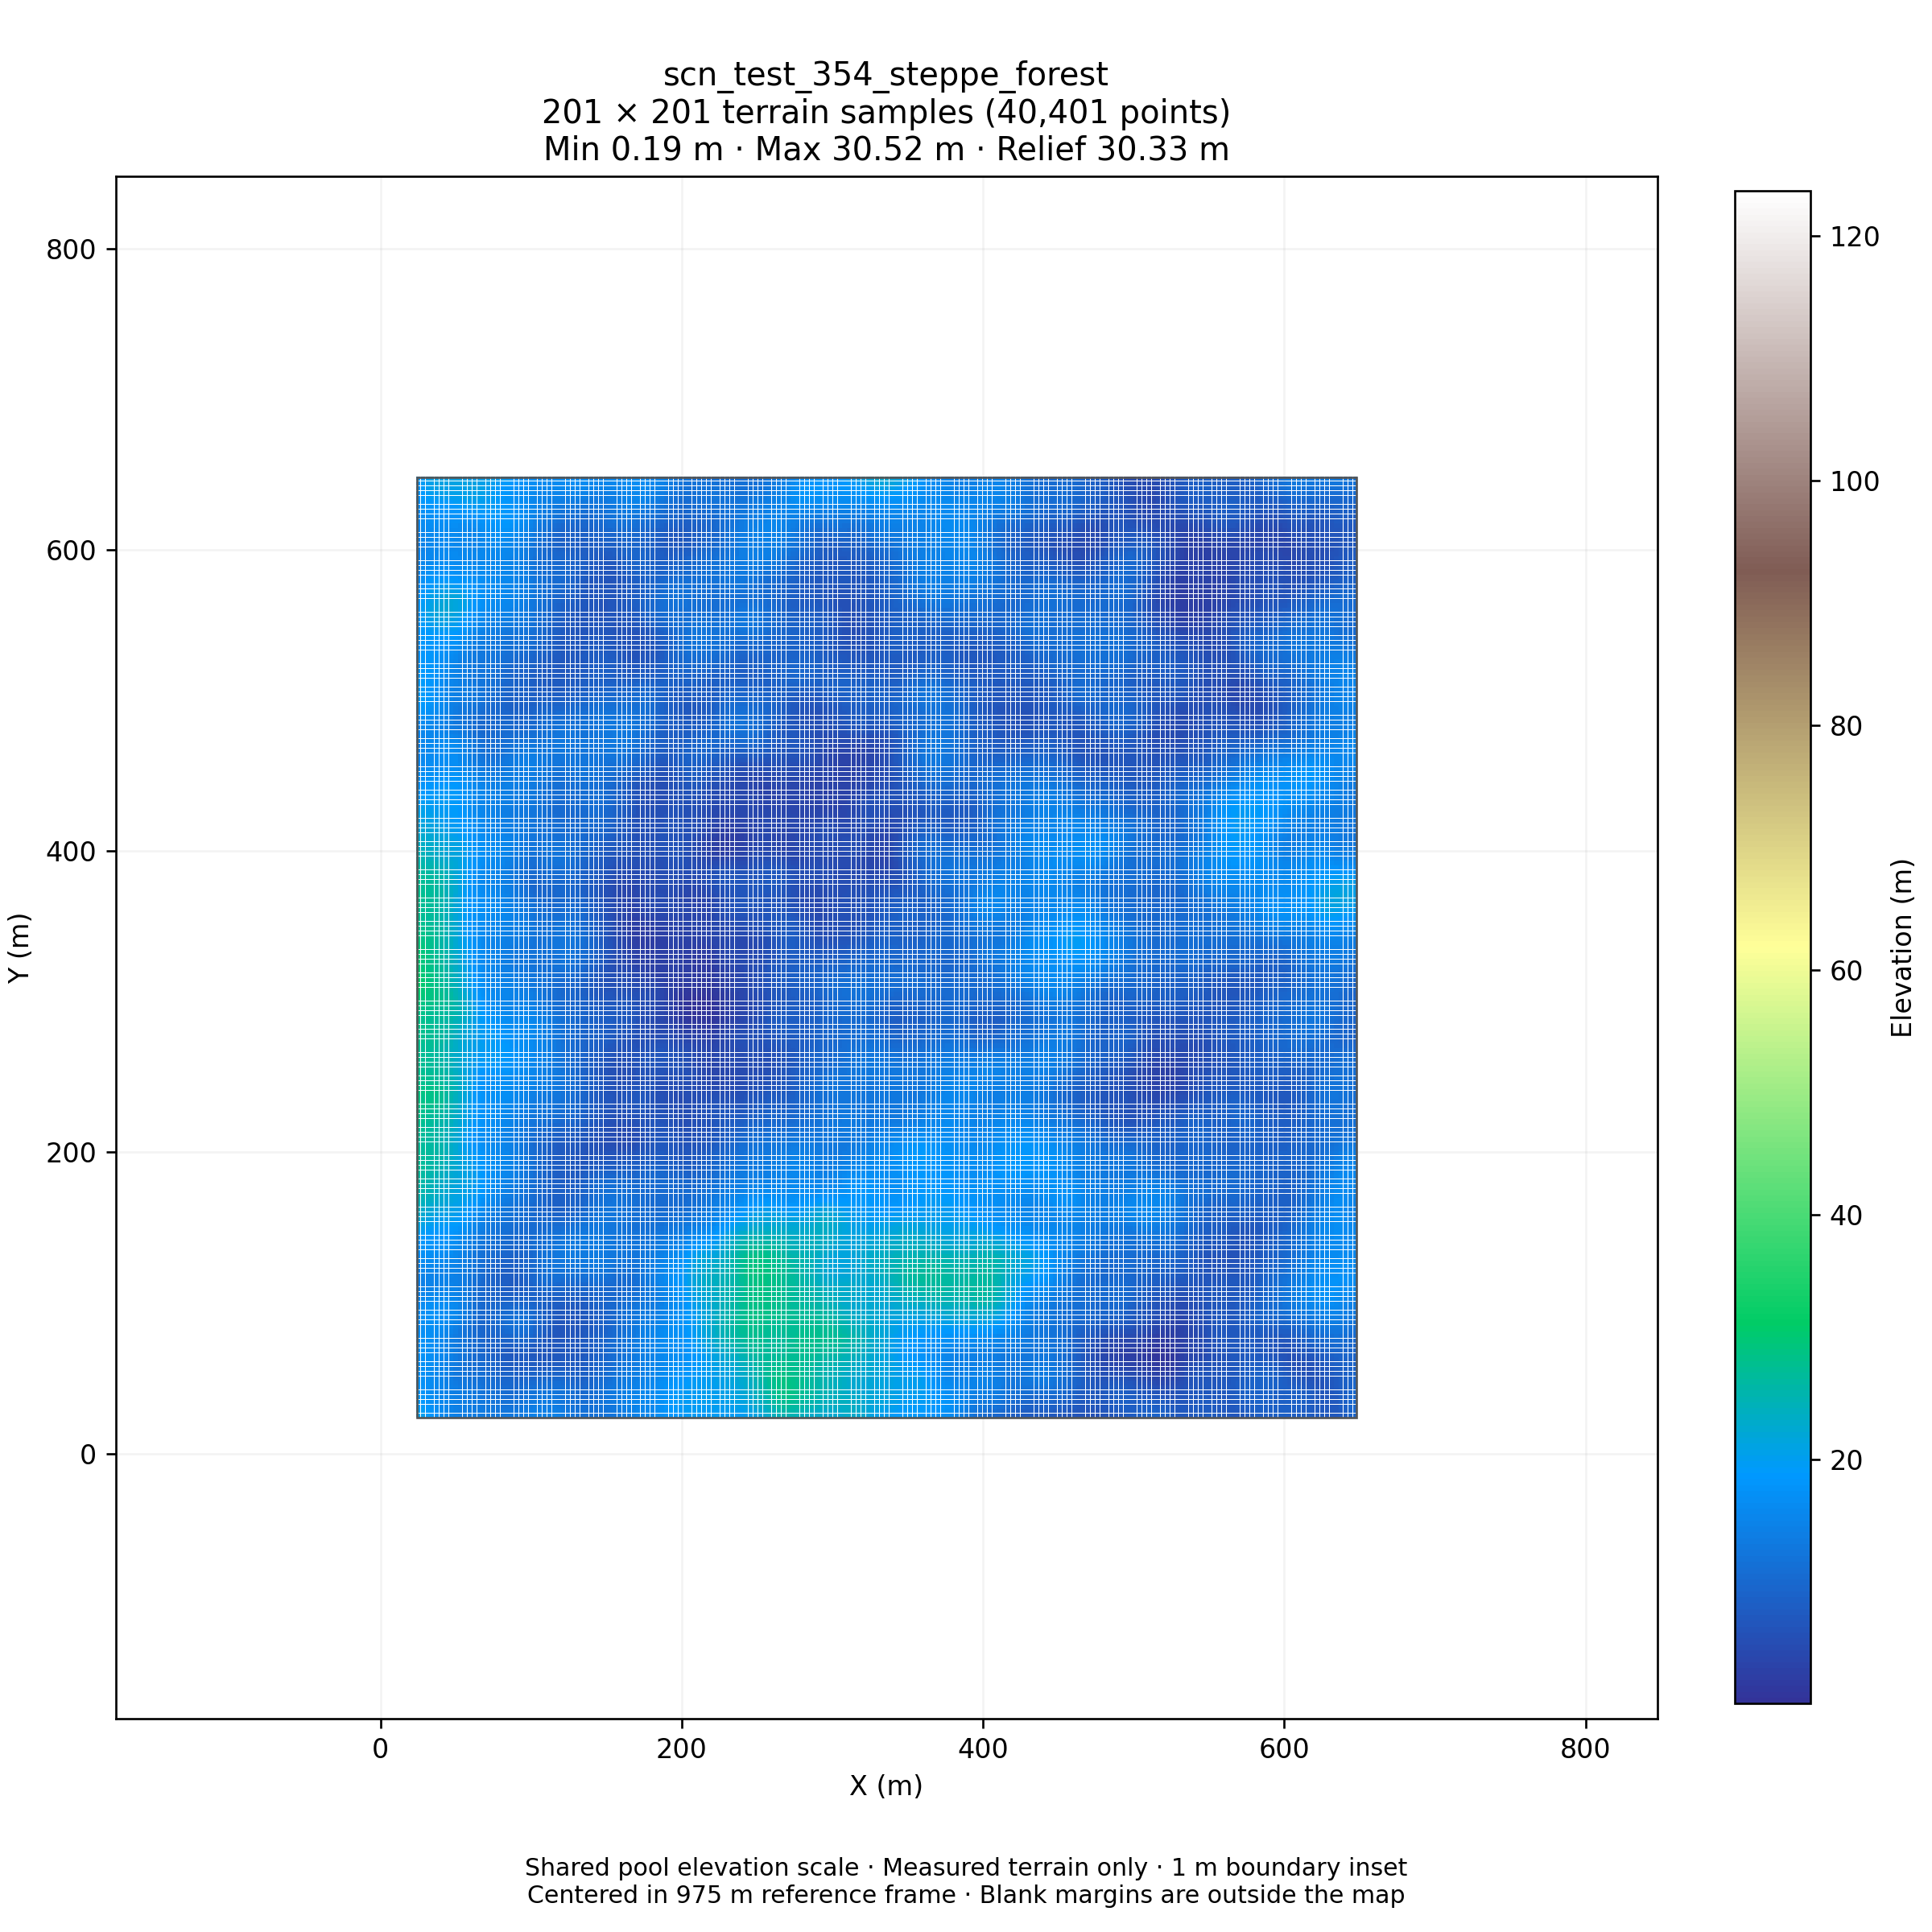 scn_test_354_steppe_forest
201 × 201 terrain samples (40,401 points)
Min 0.19 m · Max 30.52 m · Relief 30.33 m
800
600
400
200
0
Y (m)
0 200 400 600 800
X (m)
120
100
80
60
40
20
Elevation (m)
Shared pool elevation scale · Measured terrain only · 1 m boundary inset
Centered in 975 m reference frame · Blank margins are outside the map